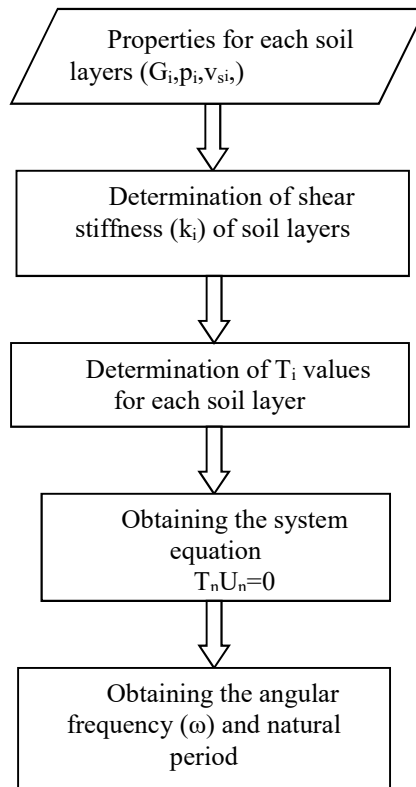 Properties for each soil
layers (Gᵢ,pᵢ,vₛᵢ,)
Determination of shear
stiffness (kᵢ) of soil layers
Determination of Tᵢ values
for each soil layer
Obtaining the system
equation
TₙUₙ=0
Obtaining the angular
frequency (ω) and natural
period